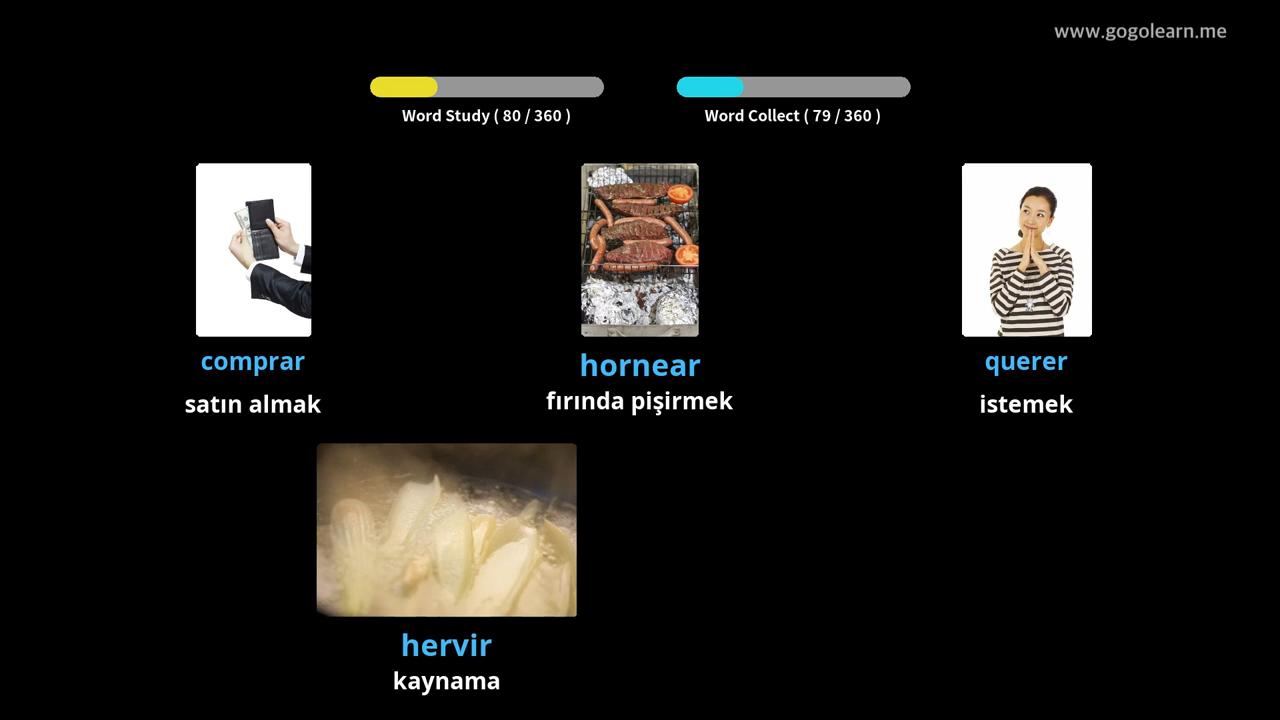 www.gogolearn.me
Word Study ( 80 / 360 )
Word Collect ( 79 / 360 )
comprar
satın almak
hornear
fırında pişirmek
querer
istemek
hervir
kaynama